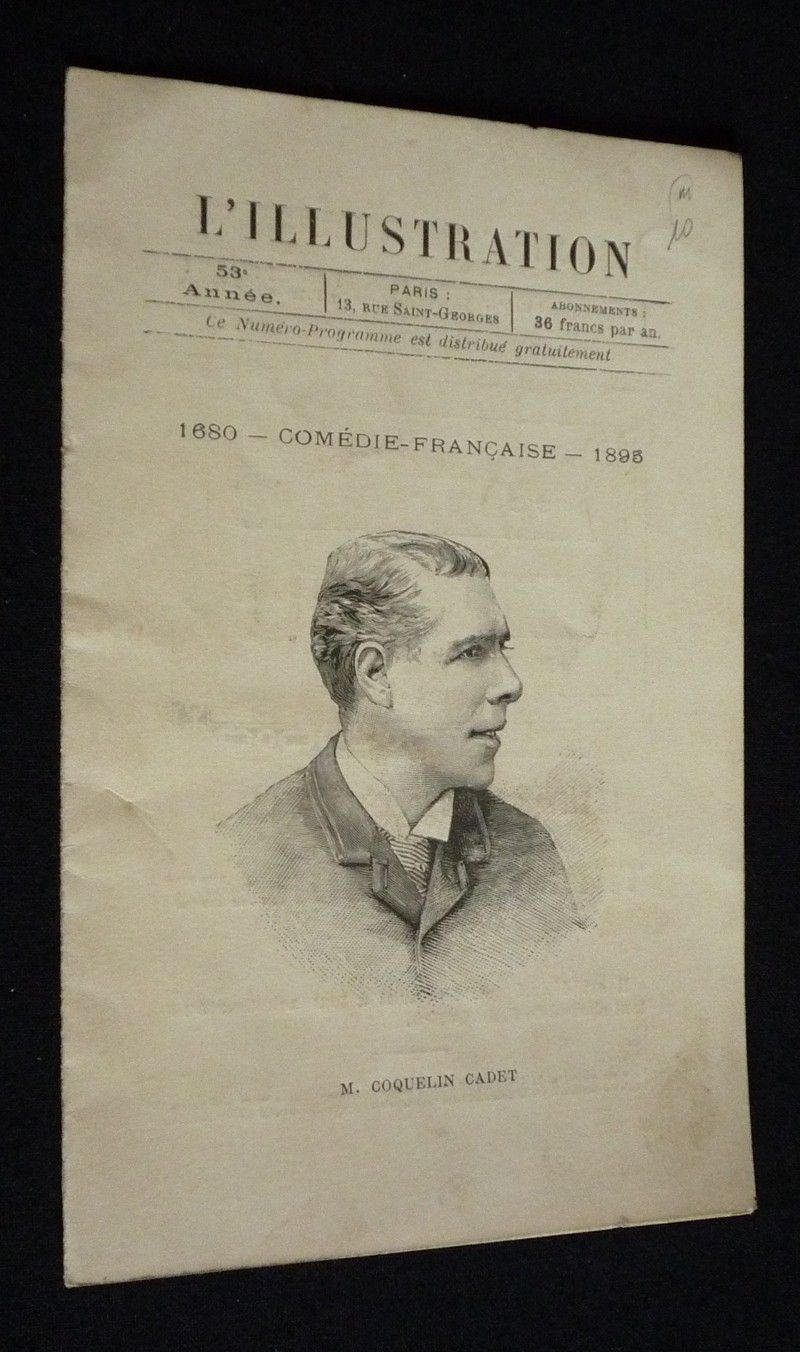 L'ILLUSTRATION
53e
Année.
PARIS :
13, RUE SAINT-GEORGES
ABONNEMENTS :
36 francs par an.
Ce Numéro-Programme est distribué gratuitement
1680 — COMÉDIE-FRANÇAISE — 1895
M. COQUELIN CADET
m
10